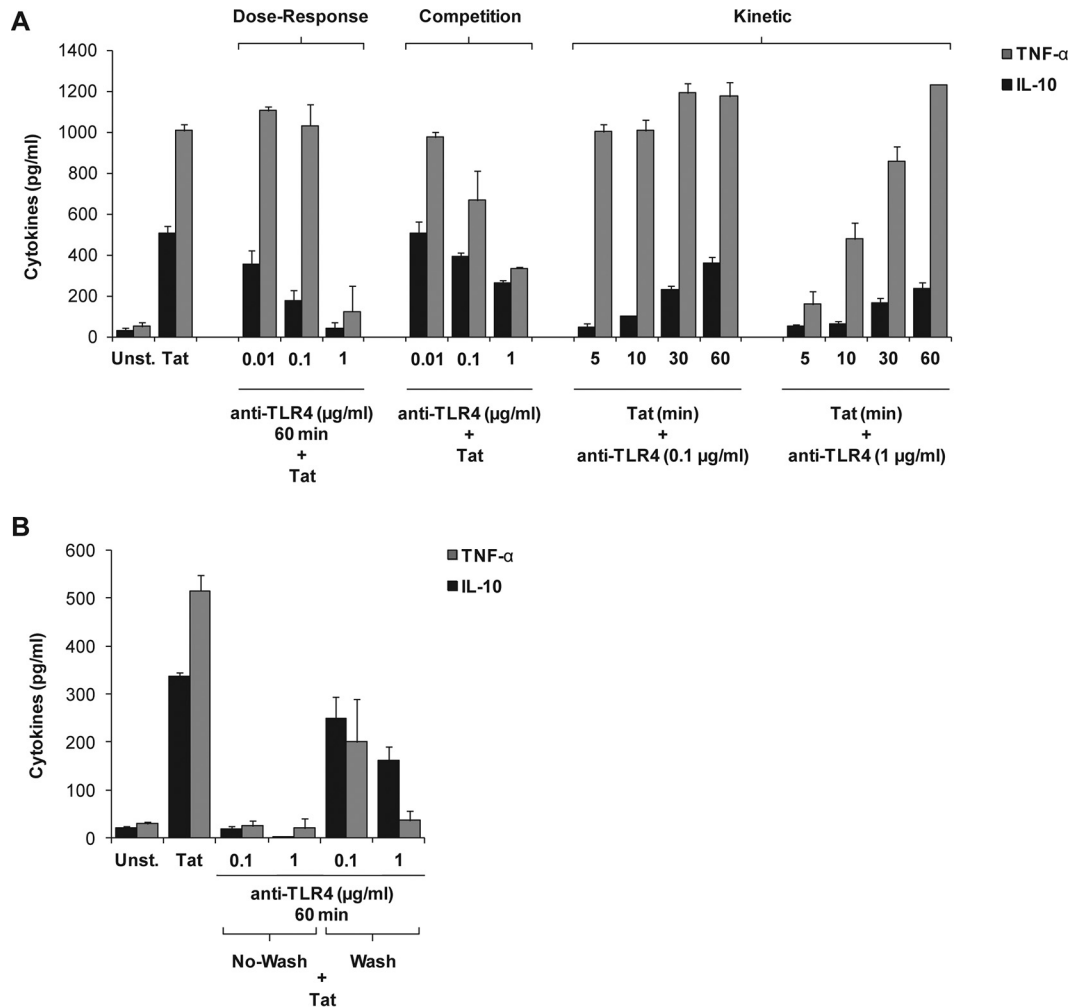 A
Dose-Response
Competition
Kinetic
TNF-α
IL-10
Cytokines (pg/ml)
1400
1200
1000
800
600
400
200
0
Unst. Tat
0.01 0.1 1
0.01 0.1 1
5 10 30 60
5 10 30 60
anti-TLR4 (µg/ml)
60 min
+
Tat
anti-TLR4 (µg/ml)
+
Tat
Tat (min)
+
anti-TLR4 (0.1 µg/ml)
Tat (min)
+
anti-TLR4 (1 µg/ml)
B
TNF-α
IL-10
Cytokines (pg/ml)
600
500
400
300
200
100
0
Unst. Tat 0.1 1 0.1 1
anti-TLR4 (µg/ml)
60 min
No-Wash Wash
+
Tat